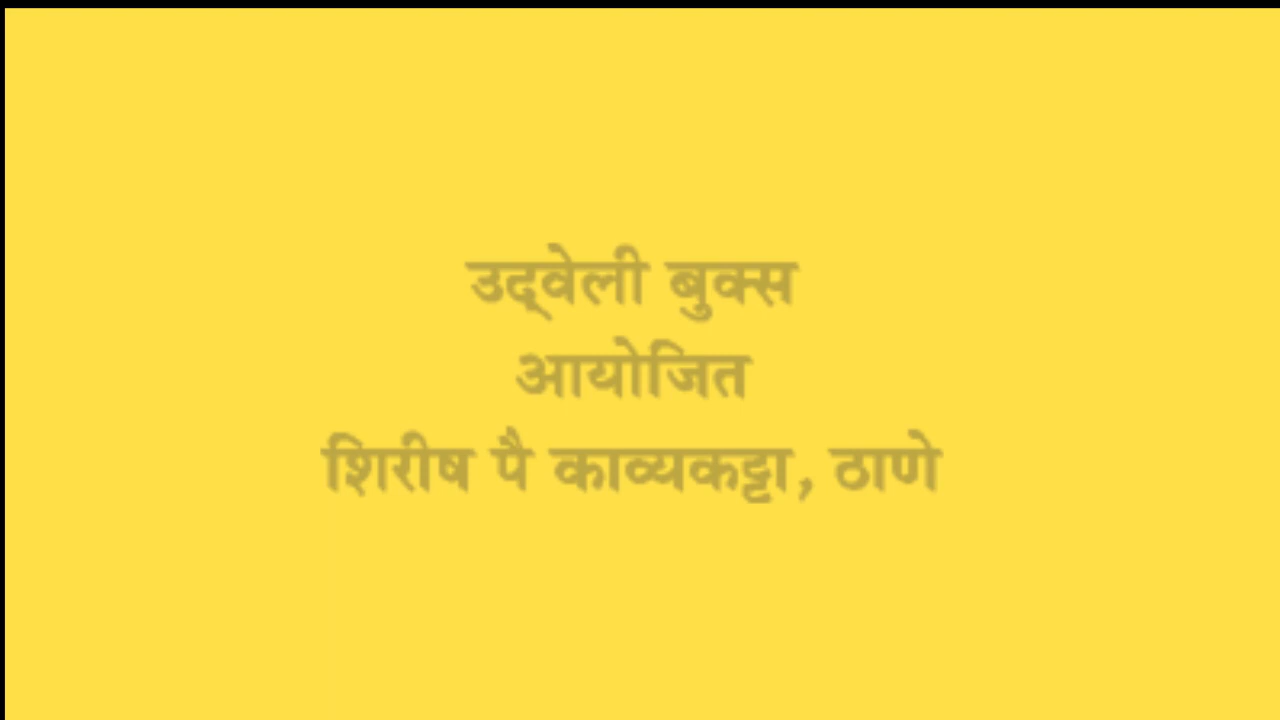 उद्‌वेली बुक्स
आयोजित
शिरीष पै काव्यकट्टा, ठाणे